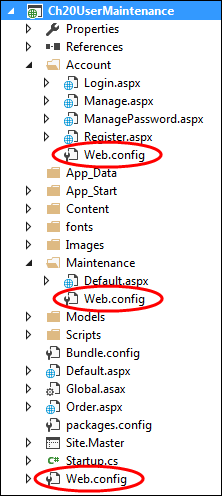 Ch20UserMaintenance
Properties
References
Account
Login.aspx
Manage.aspx
ManagePassword.aspx
Register.aspx
Web.config
App_Data
App_Start
Content
fonts
Images
Maintenance
Default.aspx
Web.config
Models
Scripts
Bundle.config
Default.aspx
Global.asax
Order.aspx
packages.config
Site.Master
C# Startup.cs
Web.config